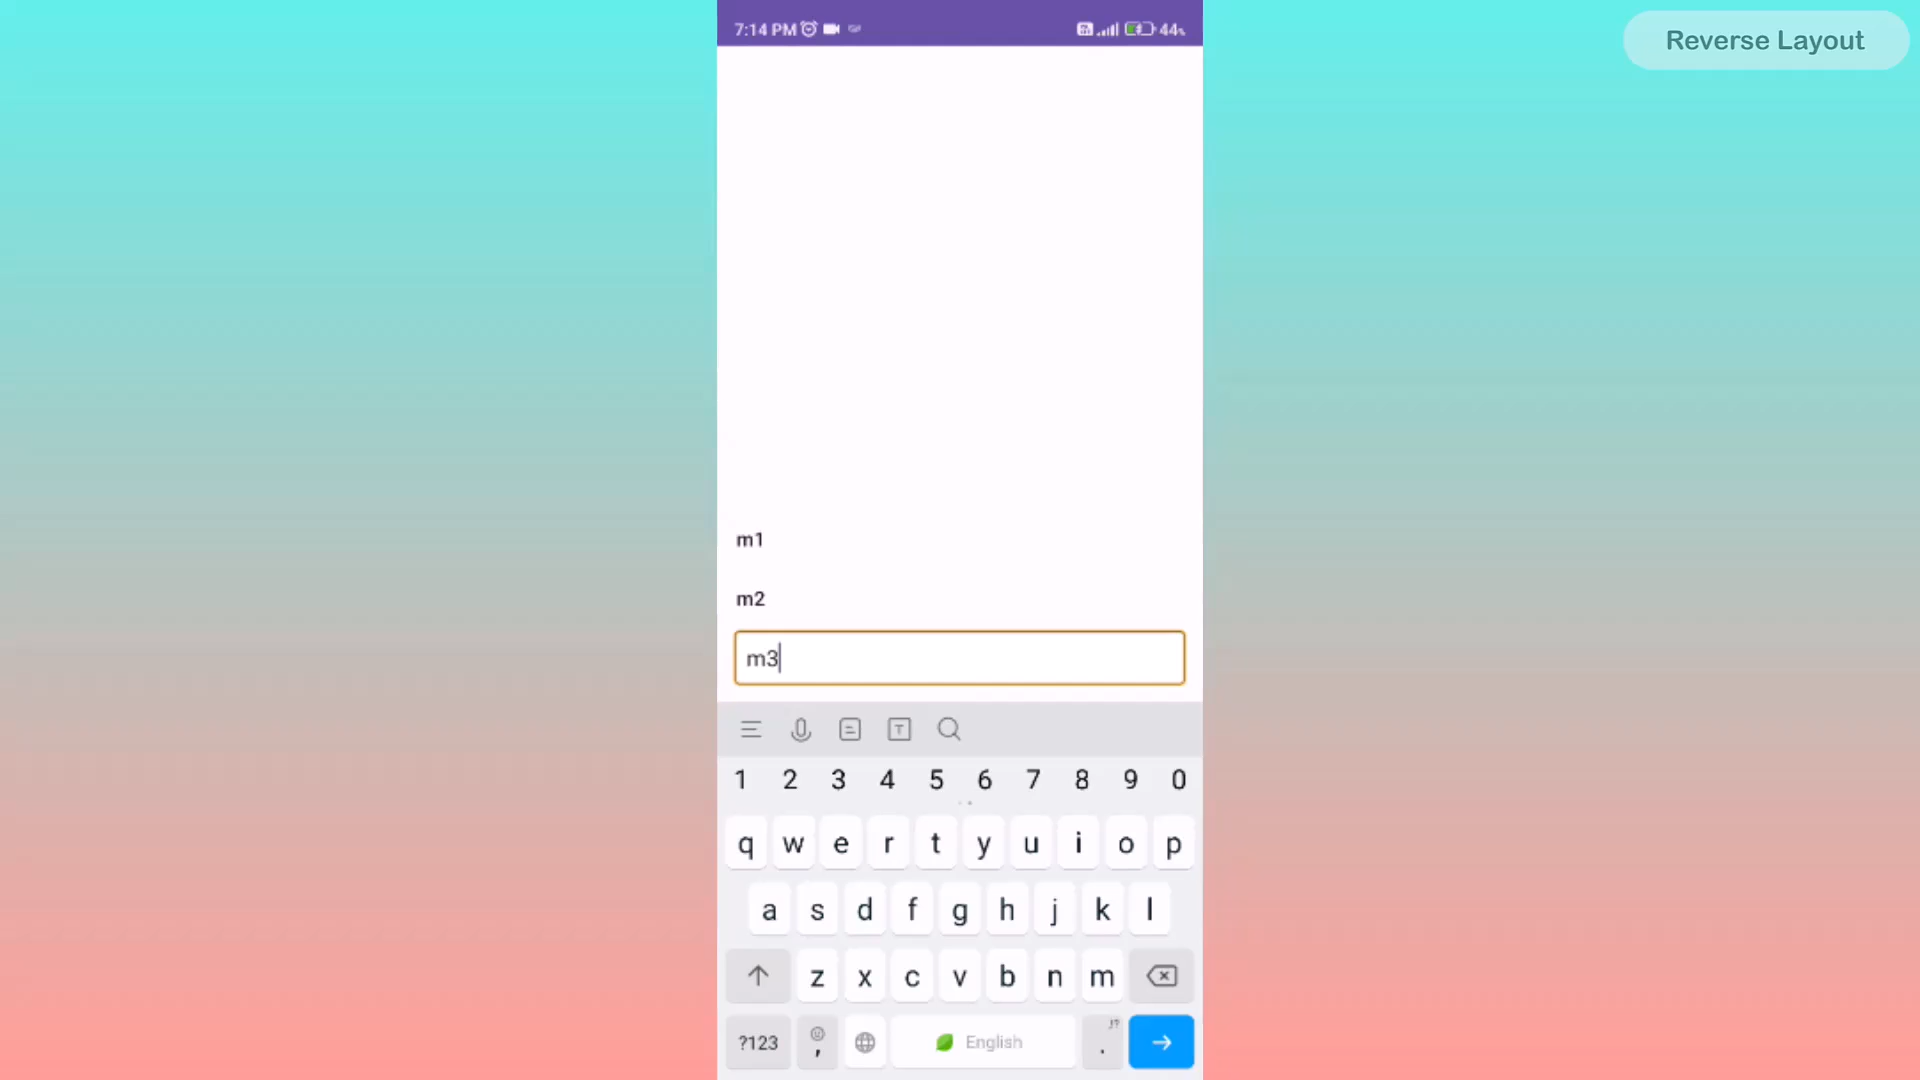 7:14 PM 44%
Reverse Layout
m1
m2
m3
1 2 3 4 5 6 7 8 9 0
q w e r t y u i o p
a s d f g h j k l
z x c v b n m
?123 , English !? .